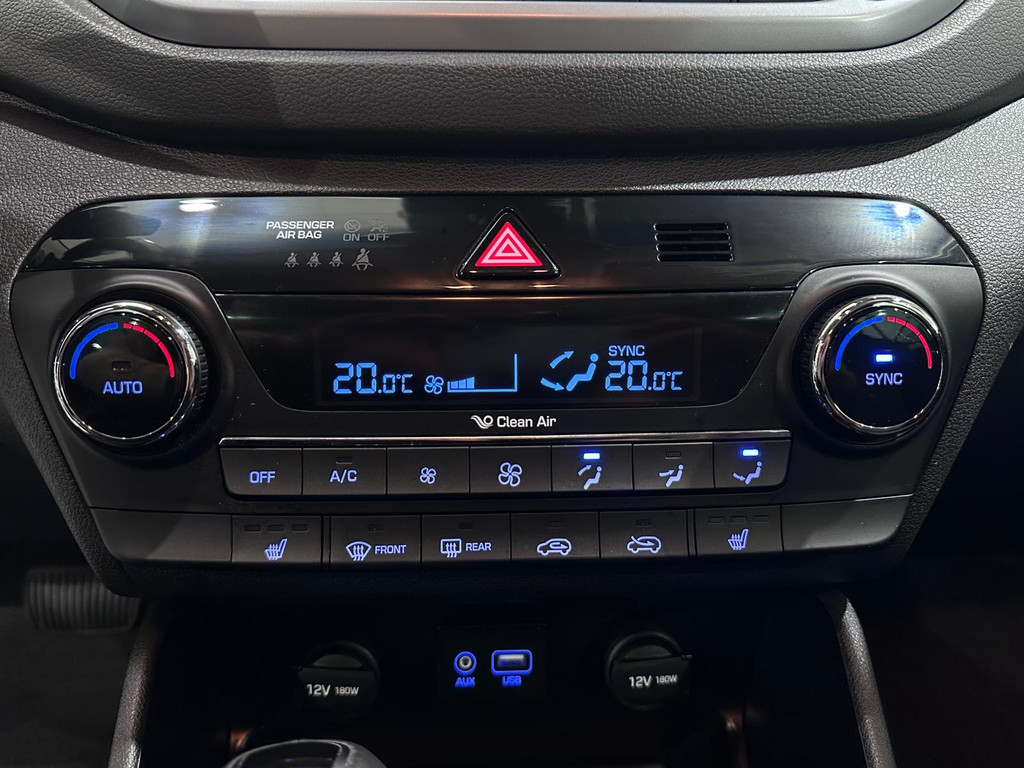 PASSENGER
AIR BAG ON OFF
AUTO
20.0°C
SYNC
20.0°C
SYNC
Clean Air
OFF A/C
FRONT REAR
12V 180W
AUX USB
12V 180W